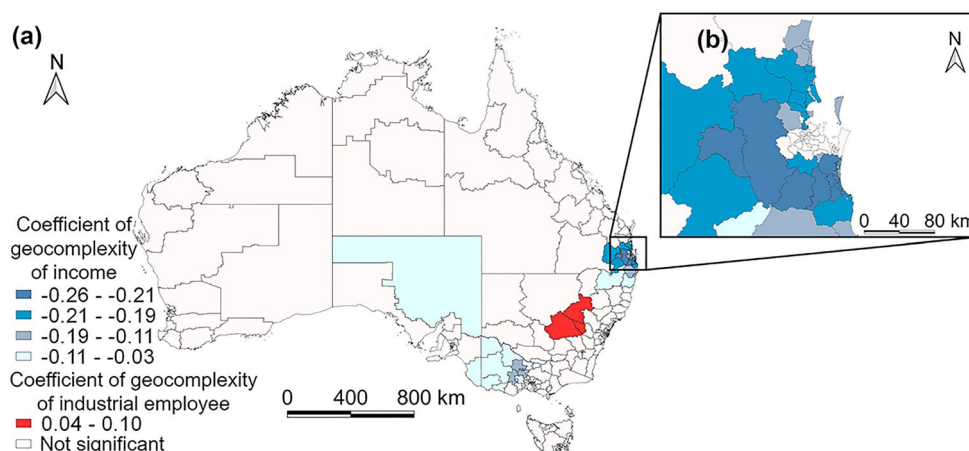 (a)
N
(b)
N
0 40 80 km
Coefficient of
geocomplexity
of income
-0.26 - -0.21
-0.21 - -0.19
-0.19 - -0.11
-0.11 - -0.03
Coefficient of geocomplexity
of industrial employee
0.04 - 0.10
Not significant
0 400 800 km